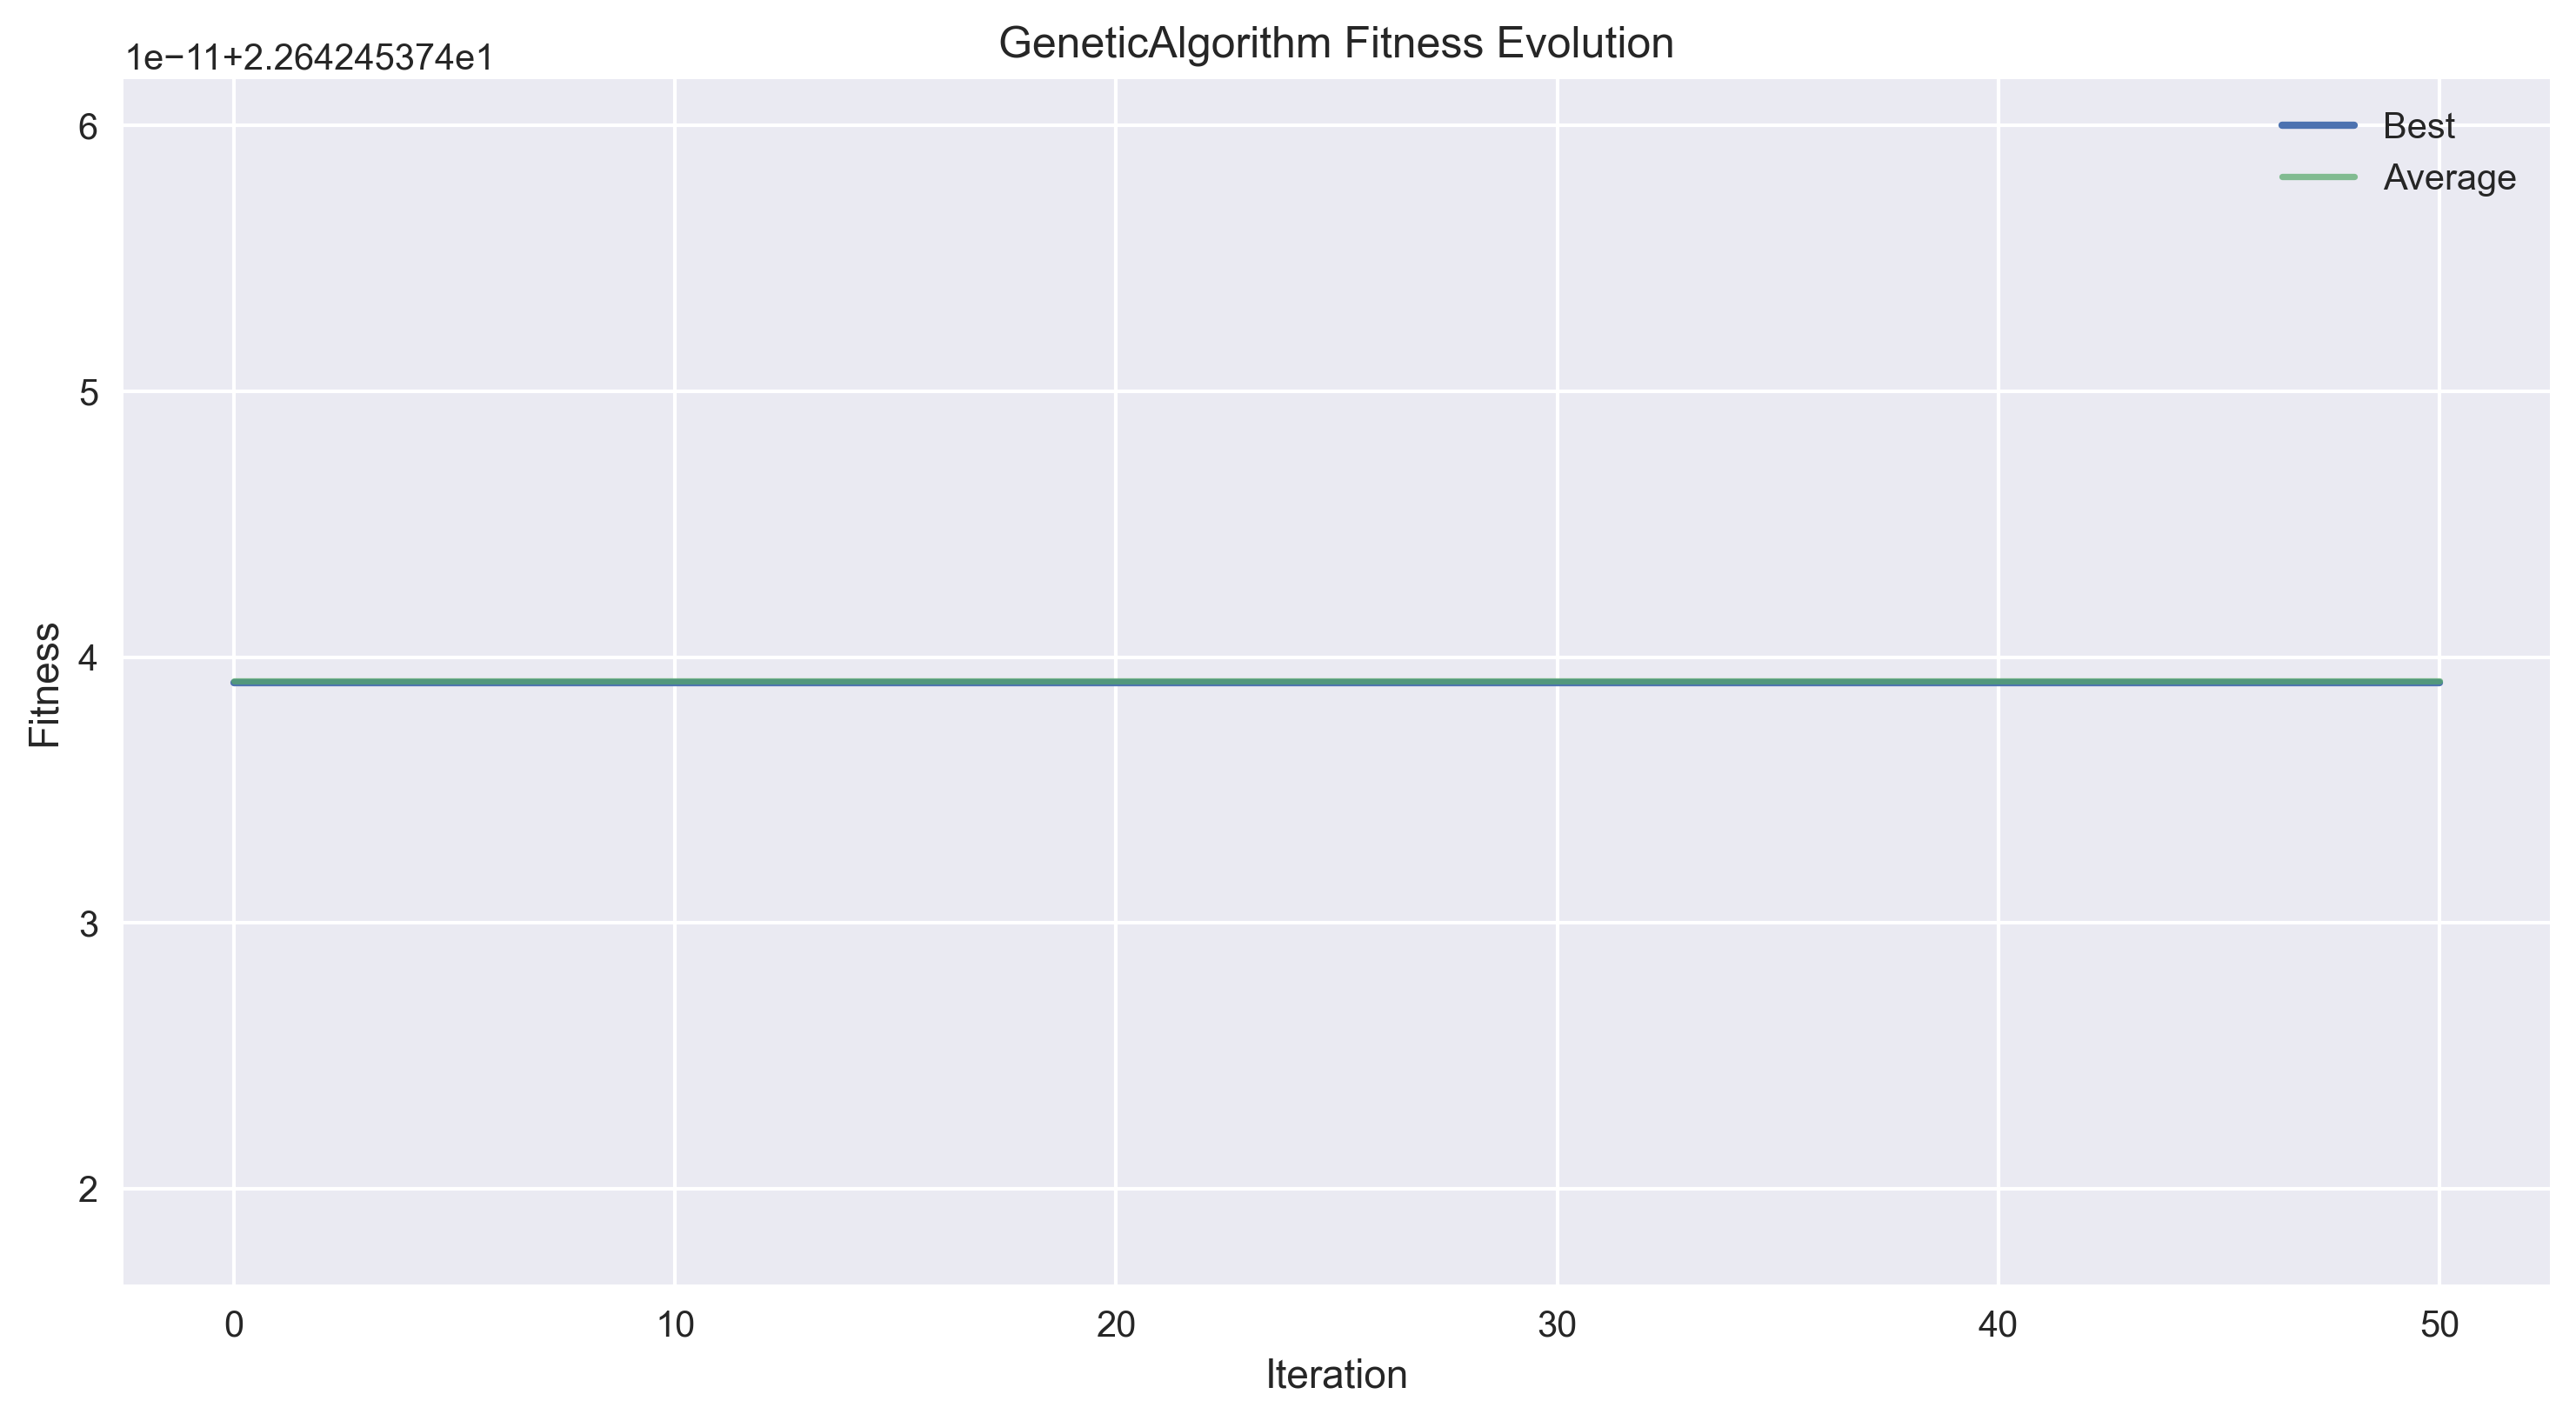 GeneticAlgorithm Fitness Evolution
1e−11+2.264245374e1
6
5
4
3
2
Fitness
Best
Average
0 10 20 30 40 50
Iteration